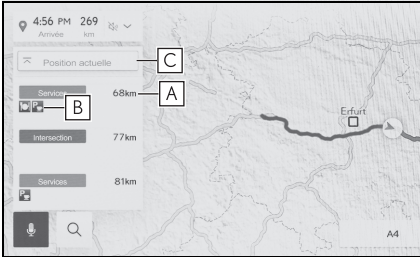 4:56 PM 269
Arrivée km
Position actuelle
C
Services 68km
A
P
B
Intersection 77km
Services 81km
P
Erfurt
A4